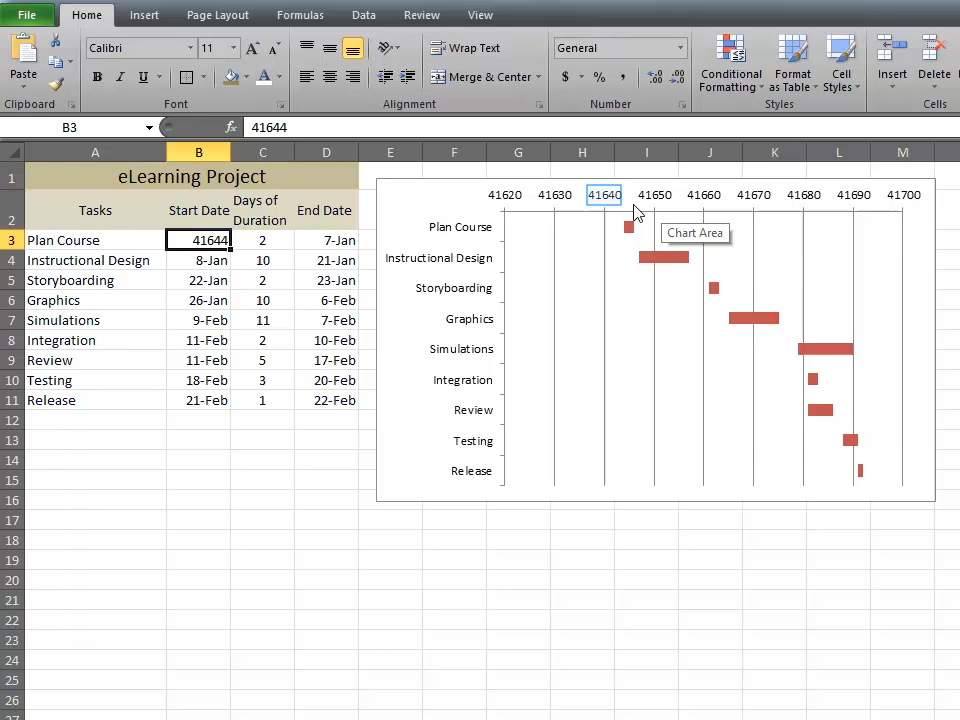 File Home Insert Page Layout Formulas Data Review View
Calibri 11 A A Wrap Text General
Paste B I U A Merge & Center $ % , .00 .00 Conditional Formatting Format as Table Cell Styles Insert Delete
Clipboard Font Alignment Number Styles Cells
B3 fx 41644
A B C D E F G H I J K L M
1 eLearning Project
2 Tasks Start Date Days of Duration End Date
3 Plan Course 41644 2 7-Jan
4 Instructional Design 8-Jan 10 21-Jan
5 Storyboarding 22-Jan 2 23-Jan
6 Graphics 26-Jan 10 6-Feb
7 Simulations 9-Feb 11 7-Feb
8 Integration 11-Feb 2 10-Feb
9 Review 11-Feb 5 17-Feb
10 Testing 18-Feb 3 20-Feb
11 Release 21-Feb 1 22-Feb
12
13
14
15
16
17
18
19
20
21
22
23
24
25
26
41620 41630 41640 41650 41660 41670 41680 41690 41700
Plan Course
Chart Area
Instructional Design
Storyboarding
Graphics
Simulations
Integration
Review
Testing
Release